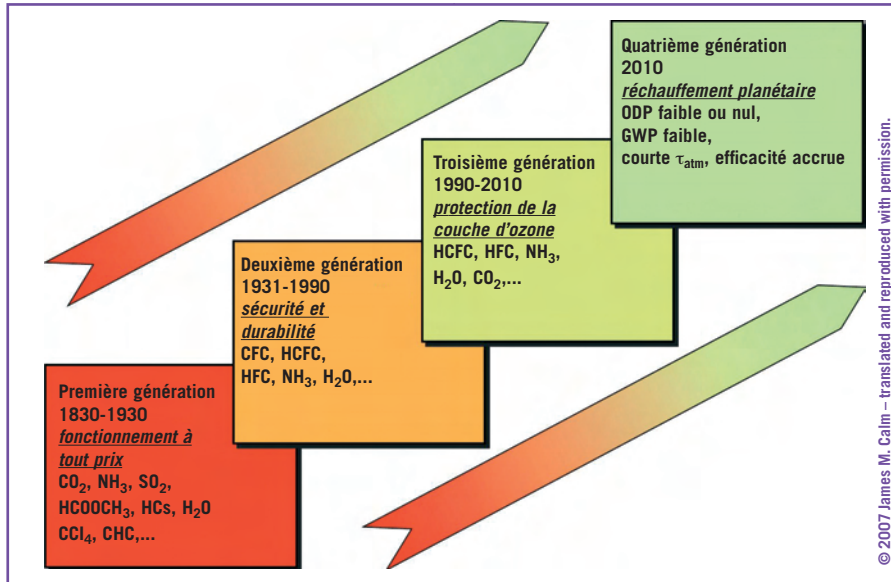 Première génération
1830-1930
fonctionnement à
tout prix
CO₂, NH₃, SO₂,
HCOOCH₃, HCs, H₂O
CCl₄, CHC,...
Deuxième génération
1931-1990
sécurité et
durabilité
CFC, HCFC,
HFC, NH₃, H₂O,...
Troisième génération
1990-2010
protection de la
couche d'ozone
HCFC, HFC, NH₃,
H₂O, CO₂,...
Quatrième génération
2010
réchauffement planétaire
ODP faible ou nul,
GWP faible,
courte τatm, efficacité accrue
© 2007 James M. Calm – translated and reproduced with permission.